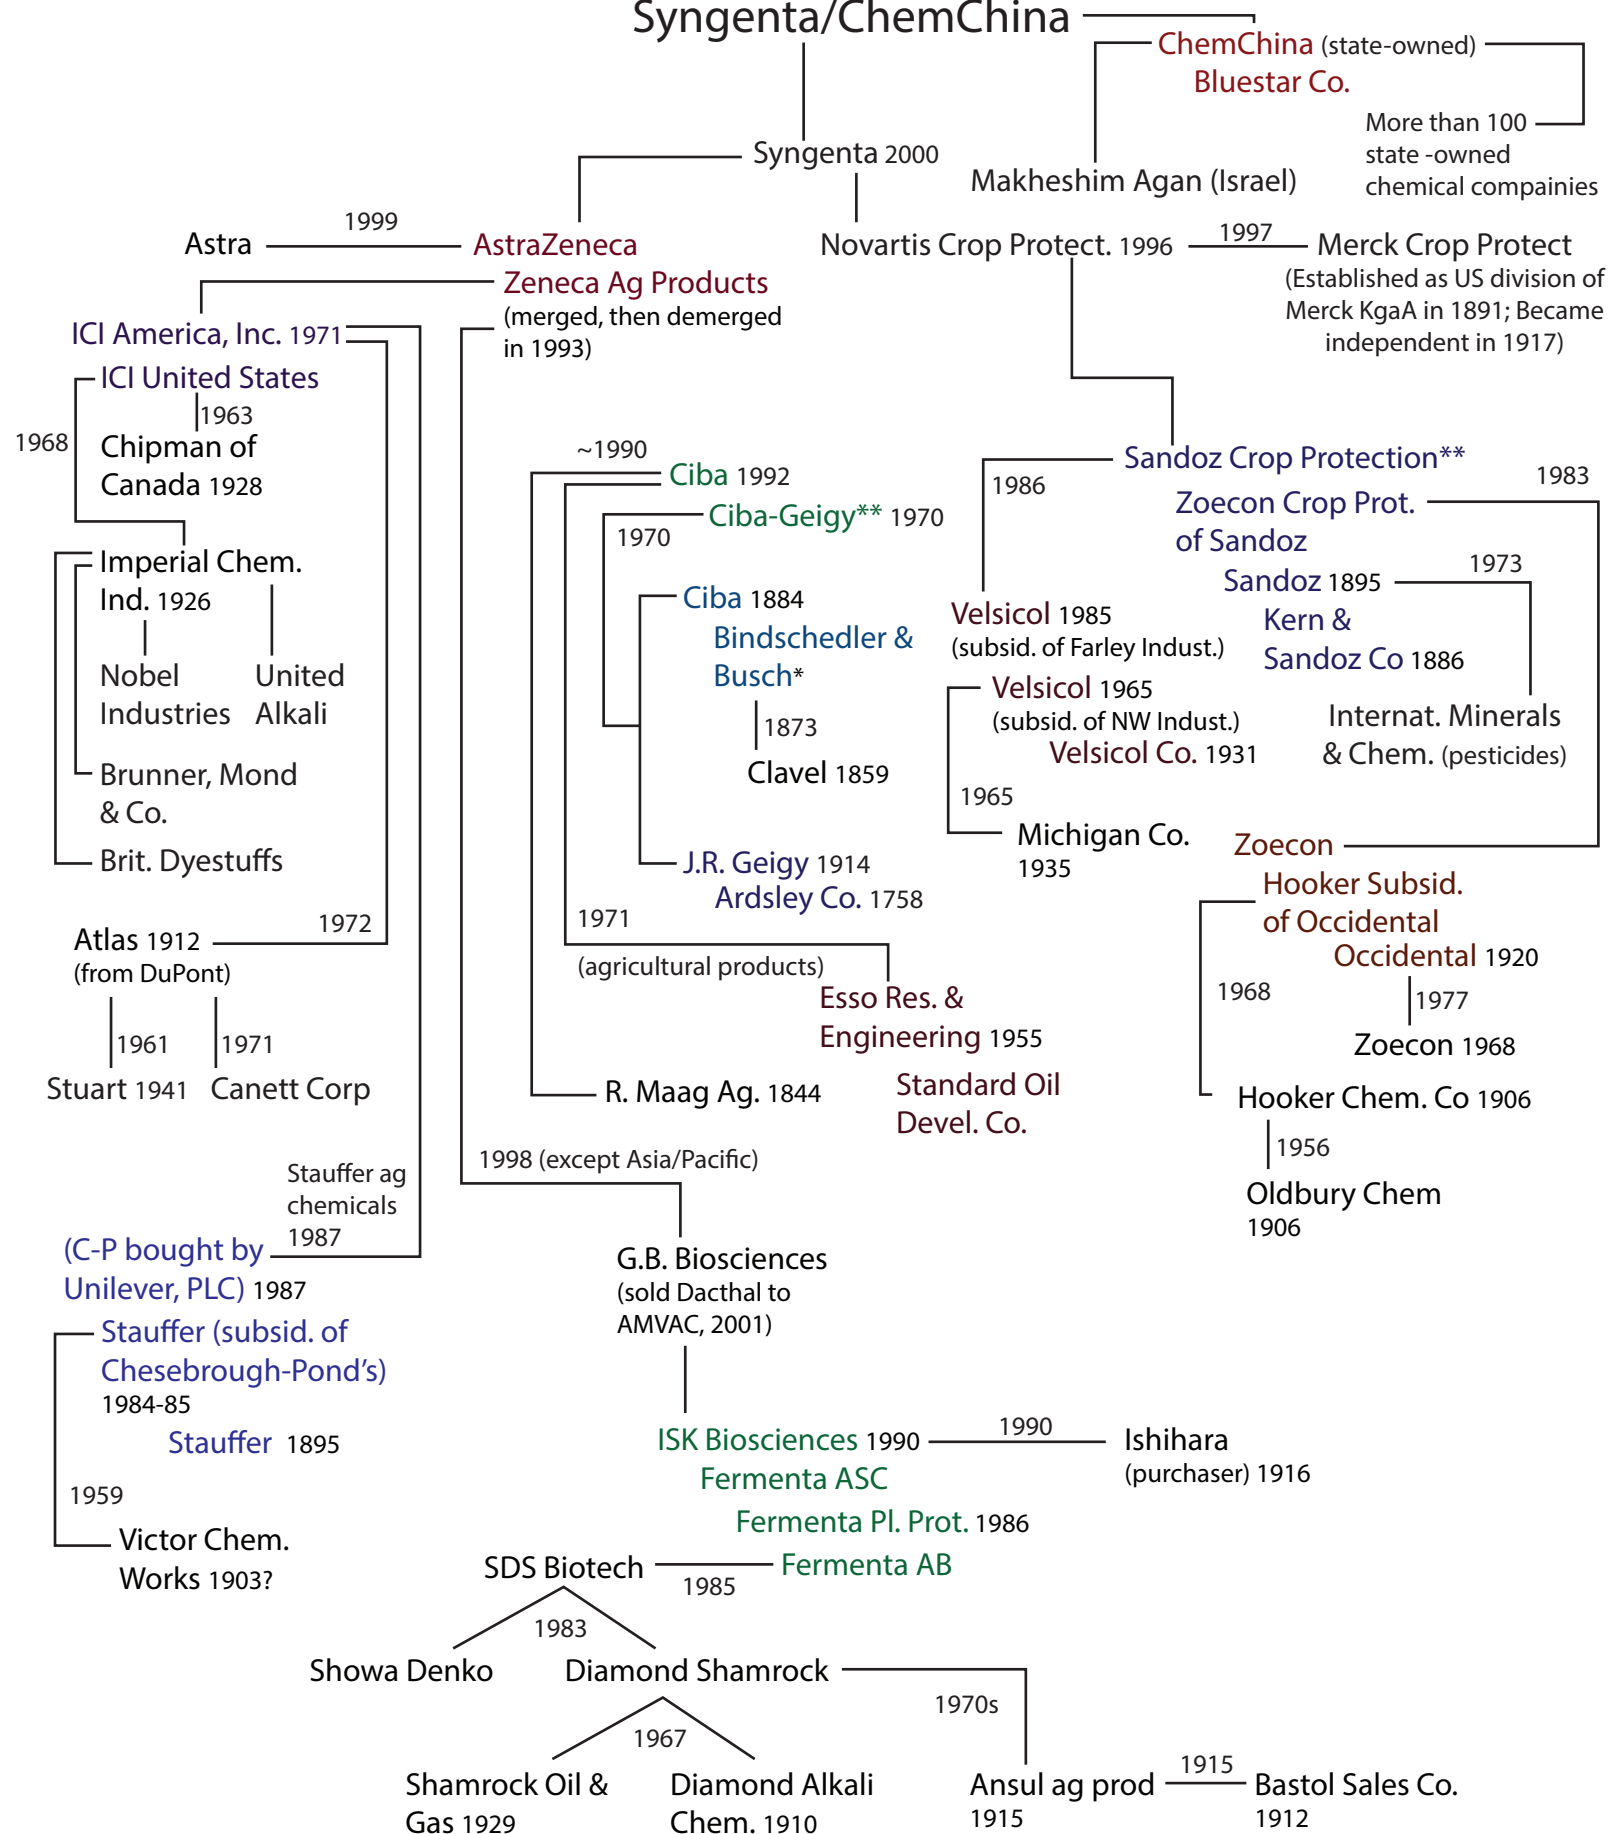 Syngenta/ChemChina
ChemChina (state-owned)
Bluestar Co.
More than 100
state -owned
chemical compainies
Makheshim Agan (Israel)
Syngenta 2000
1999
Astra
AstraZeneca
Zeneca Ag Products
(merged, then demerged
in 1993)
Novartis Crop Protect. 1996
1997
Merck Crop Protect
(Established as US division of
Merck KgaA in 1891; Became
independent in 1917)
ICI America, Inc. 1971
ICI United States
1963
1968
Chipman of
Canada 1928
Imperial Chem.
Ind. 1926
Nobel
Industries
United
Alkali
Brunner, Mond
& Co.
Brit. Dyestuffs
1972
Atlas 1912
(from DuPont)
1961
1971
Stuart 1941
Canett Corp
Stauffer ag
chemicals
1987
(C-P bought by
Unilever, PLC) 1987
Stauffer (subsid. of
Chesebrough-Pond's)
1984-85
Stauffer 1895
1959
Victor Chem.
Works 1903?
~1990
Ciba 1992
Ciba-Geigy** 1970
1970
Ciba 1884
Bindschedler &
Busch*
1873
Clavel 1859
J.R. Geigy 1914
Ardsley Co. 1758
1971
(agricultural products)
Esso Res. &
Engineering 1955
Standard Oil
Devel. Co.
R. Maag Ag. 1844
Sandoz Crop Protection**
1986
1983
Zoecon Crop Prot.
of Sandoz
1973
Sandoz 1895
Kern &
Sandoz Co 1886
Internat. Minerals
& Chem. (pesticides)
Velsicol 1985
(subsid. of Farley Indust.)
Velsicol 1965
(subsid. of NW Indust.)
Velsicol Co. 1931
1965
Michigan Co.
1935
Zoecon
Hooker Subsid.
of Occidental
Occidental 1920
1968
1977
Zoecon 1968
Hooker Chem. Co 1906
1956
Oldbury Chem
1906
1998 (except Asia/Pacific)
G.B. Biosciences
(sold Dacthal to
AMVAC, 2001)
ISK Biosciences 1990
1990
Ishihara
(purchaser) 1916
Fermenta ASC
Fermenta Pl. Prot. 1986
Fermenta AB
SDS Biotech
1985
1983
Showa Denko
Diamond Shamrock
1970s
1967
Shamrock Oil &
Gas 1929
Diamond Alkali
Chem. 1910
Ansul ag prod
1915
1915
Bastol Sales Co.
1912